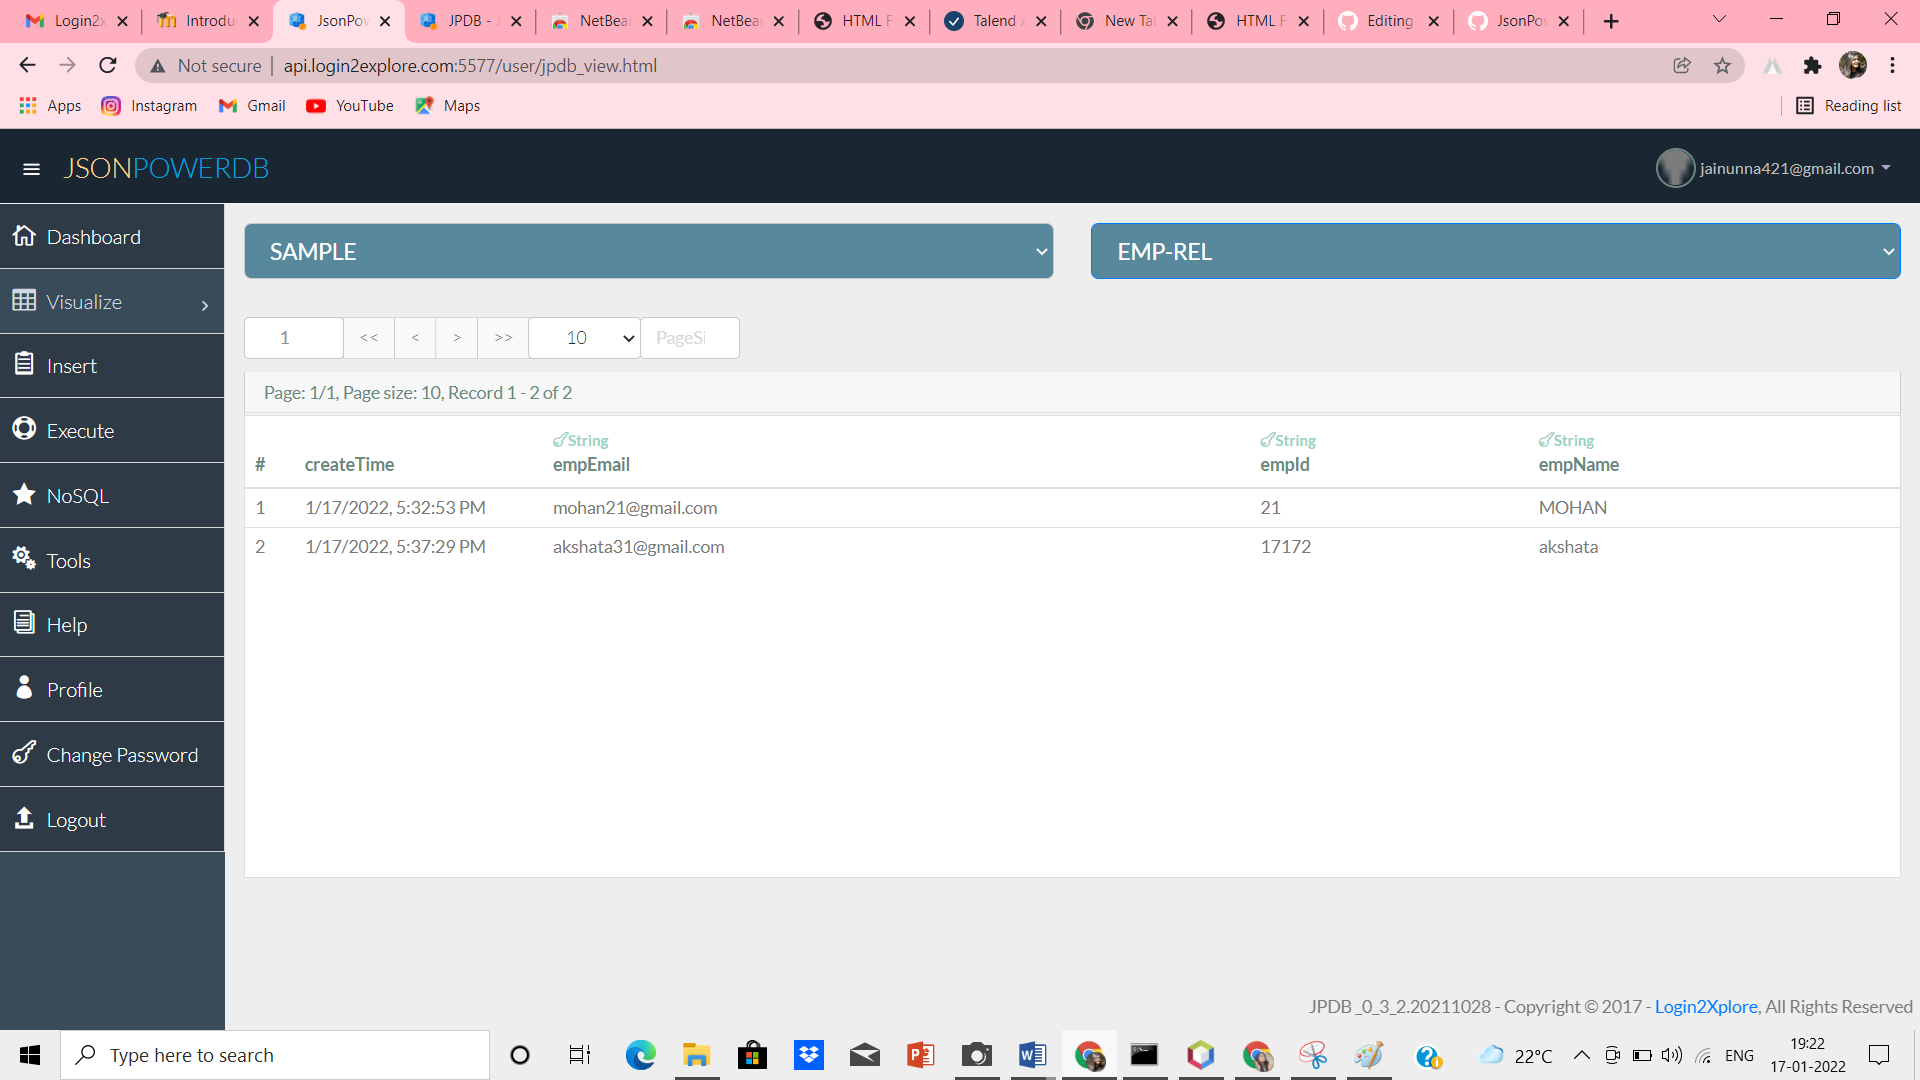 Login2x
Introdu
JsonPow
JPDB - J
NetBea
NetBea
HTML F
Talend A
New Tab
HTML F
Editing
JsonPow
Not secure | api.login2explore.com:5577/user/jpdb_view.html
Apps Instagram Gmail YouTube Maps Reading list
JSONPOWERDB jainunna421@gmail.com
Dashboard
Visualize
Insert
Execute
NoSQL
Tools
Help
Profile
Change Password
Logout
SAMPLE EMP-REL
1 << < > >> 10 PageSi
Page: 1/1, Page size: 10, Record 1 - 2 of 2
String String String
# createTime empEmail empId empName
1 1/17/2022, 5:32:53 PM mohan21@gmail.com 21 MOHAN
2 1/17/2022, 5:37:29 PM akshata31@gmail.com 17172 akshata
JPDB_0_3_2.20211028 - Copyright © 2017 - Login2Xplore, All Rights Reserved
Type here to search
22°C ENG
19:22
17-01-2022